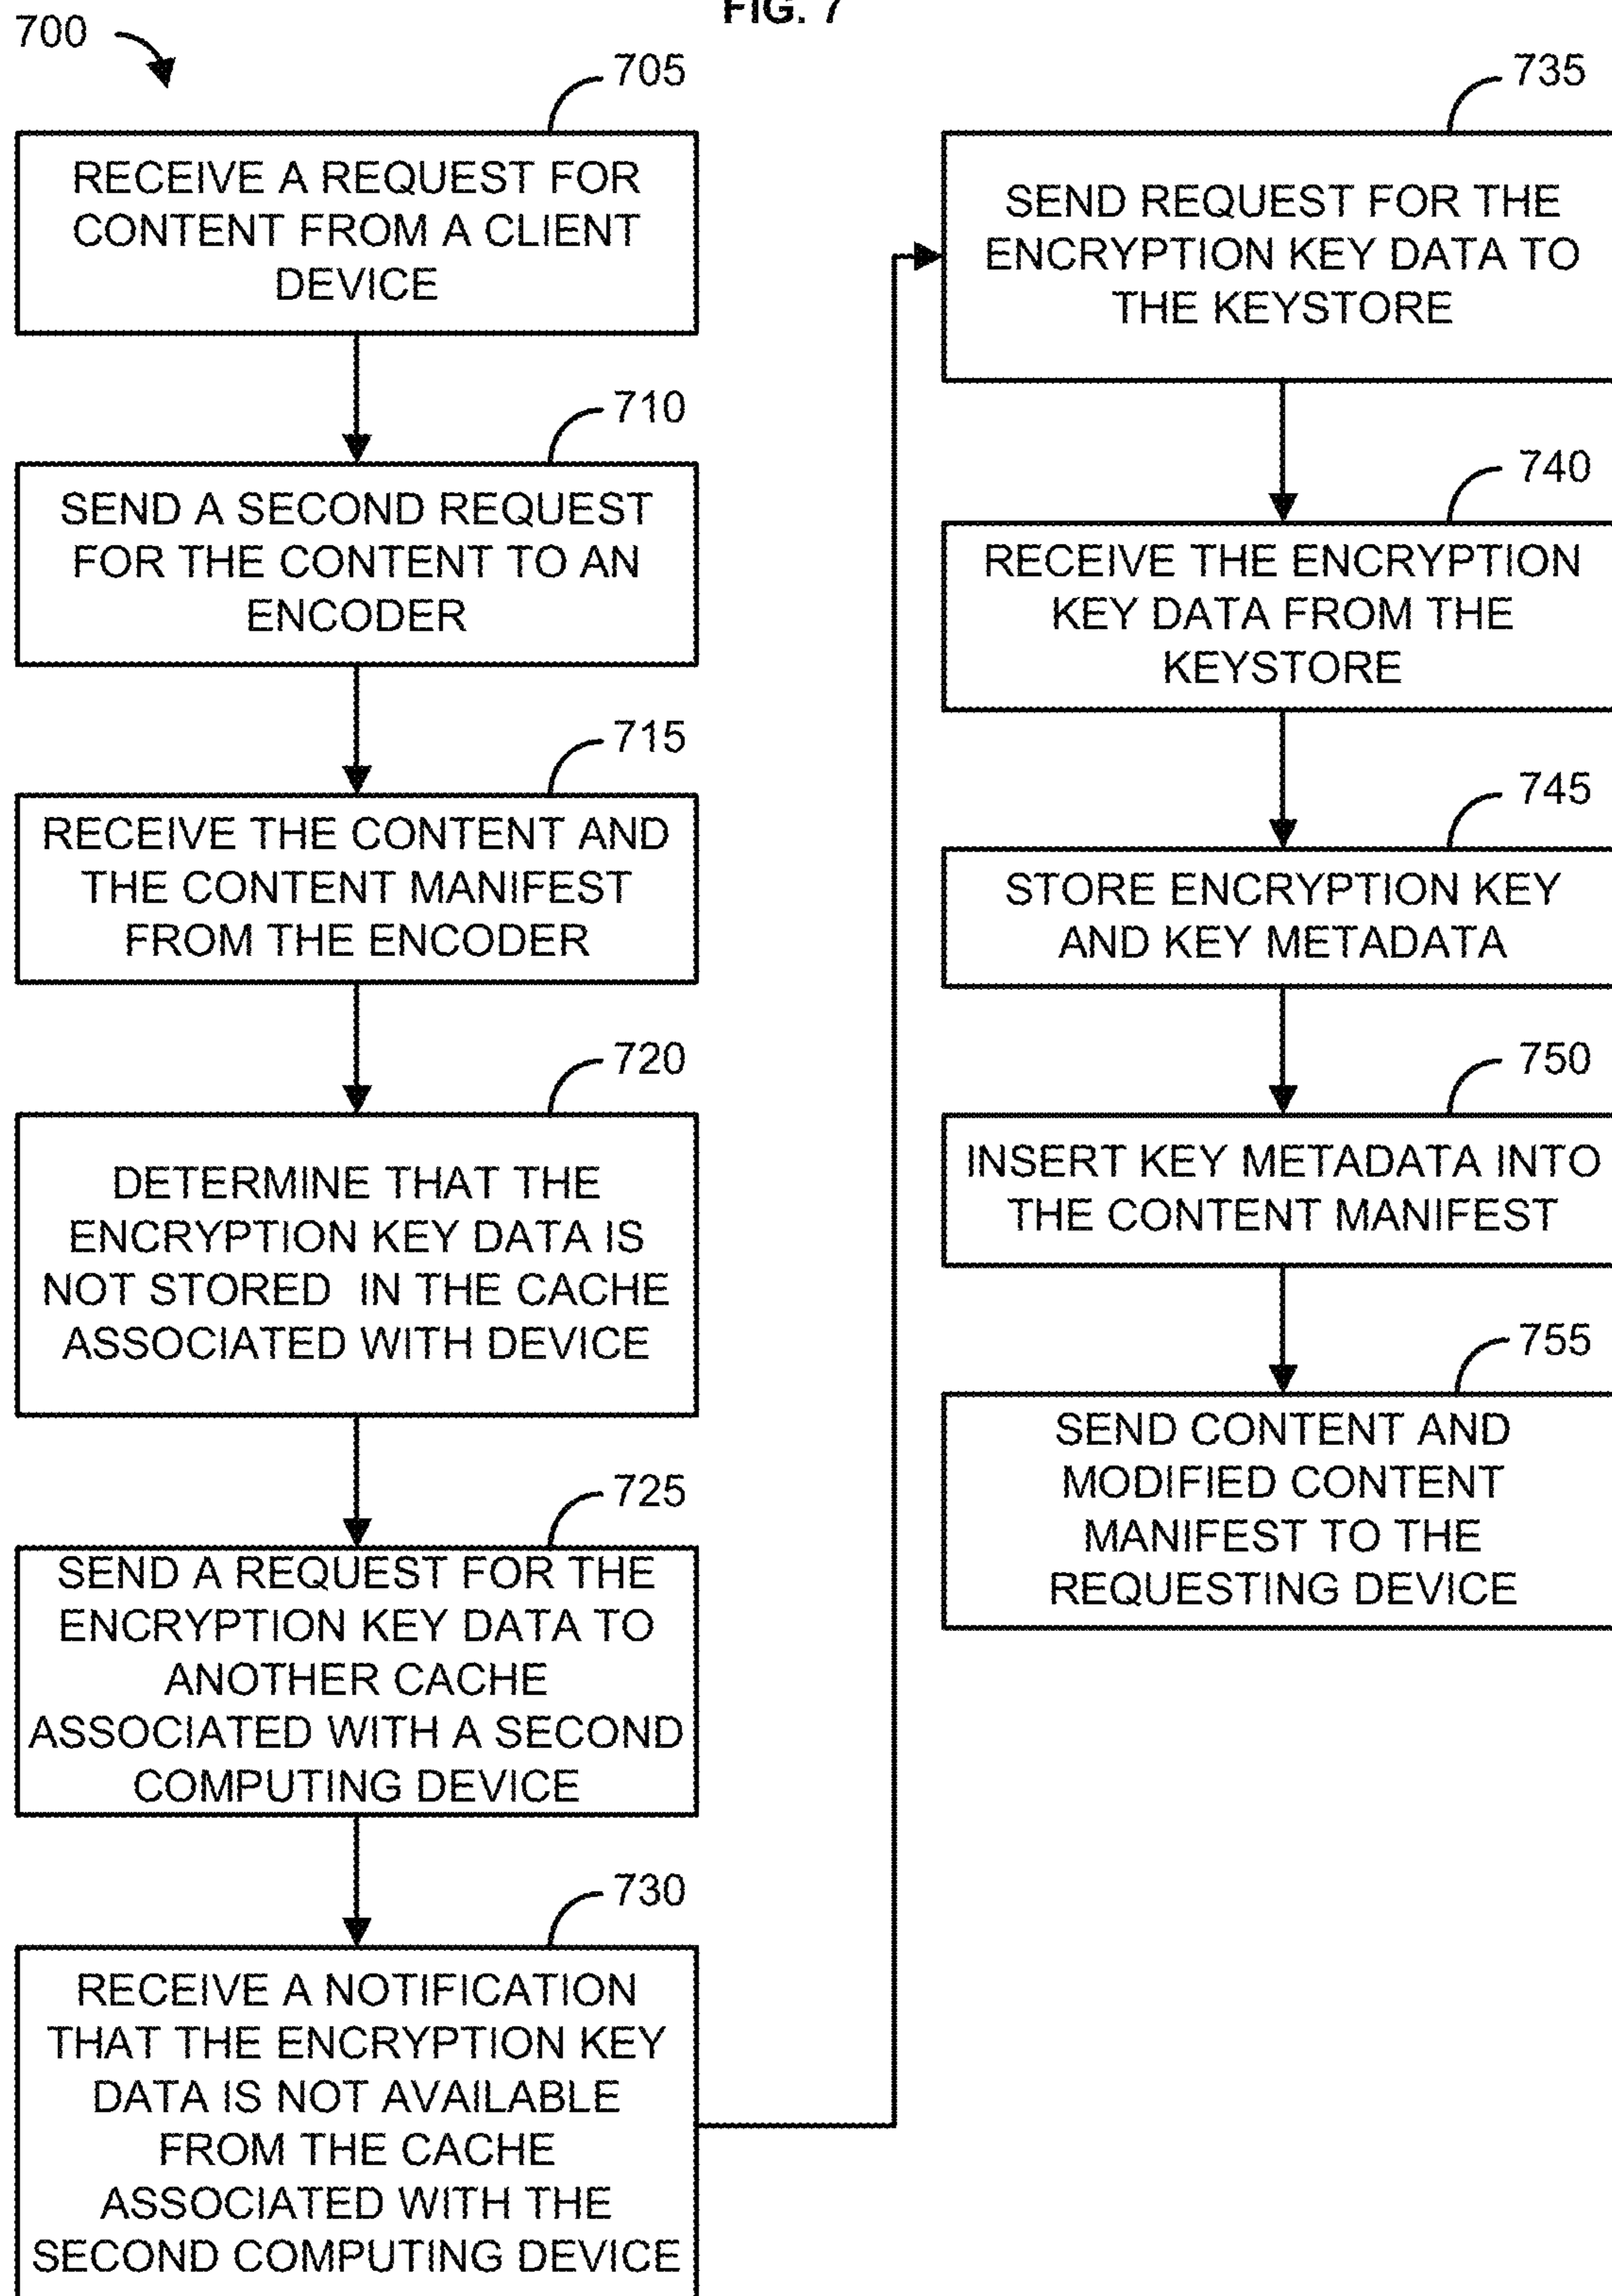 FIG. 7
700
705
RECEIVE A REQUEST FOR
CONTENT FROM A CLIENT
DEVICE
710
SEND A SECOND REQUEST
FOR THE CONTENT TO AN
ENCODER
715
RECEIVE THE CONTENT AND
THE CONTENT MANIFEST
FROM THE ENCODER
720
DETERMINE THAT THE
ENCRYPTION KEY DATA IS
NOT STORED IN THE CACHE
ASSOCIATED WITH DEVICE
725
SEND A REQUEST FOR THE
ENCRYPTION KEY DATA TO
ANOTHER CACHE
ASSOCIATED WITH A SECOND
COMPUTING DEVICE
730
RECEIVE A NOTIFICATION
THAT THE ENCRYPTION KEY
DATA IS NOT AVAILABLE
FROM THE CACHE
ASSOCIATED WITH THE
SECOND COMPUTING DEVICE
735
SEND REQUEST FOR THE
ENCRYPTION KEY DATA TO
THE KEYSTORE
740
RECEIVE THE ENCRYPTION
KEY DATA FROM THE
KEYSTORE
745
STORE ENCRYPTION KEY
AND KEY METADATA
750
INSERT KEY METADATA INTO
THE CONTENT MANIFEST
755
SEND CONTENT AND
MODIFIED CONTENT
MANIFEST TO THE
REQUESTING DEVICE